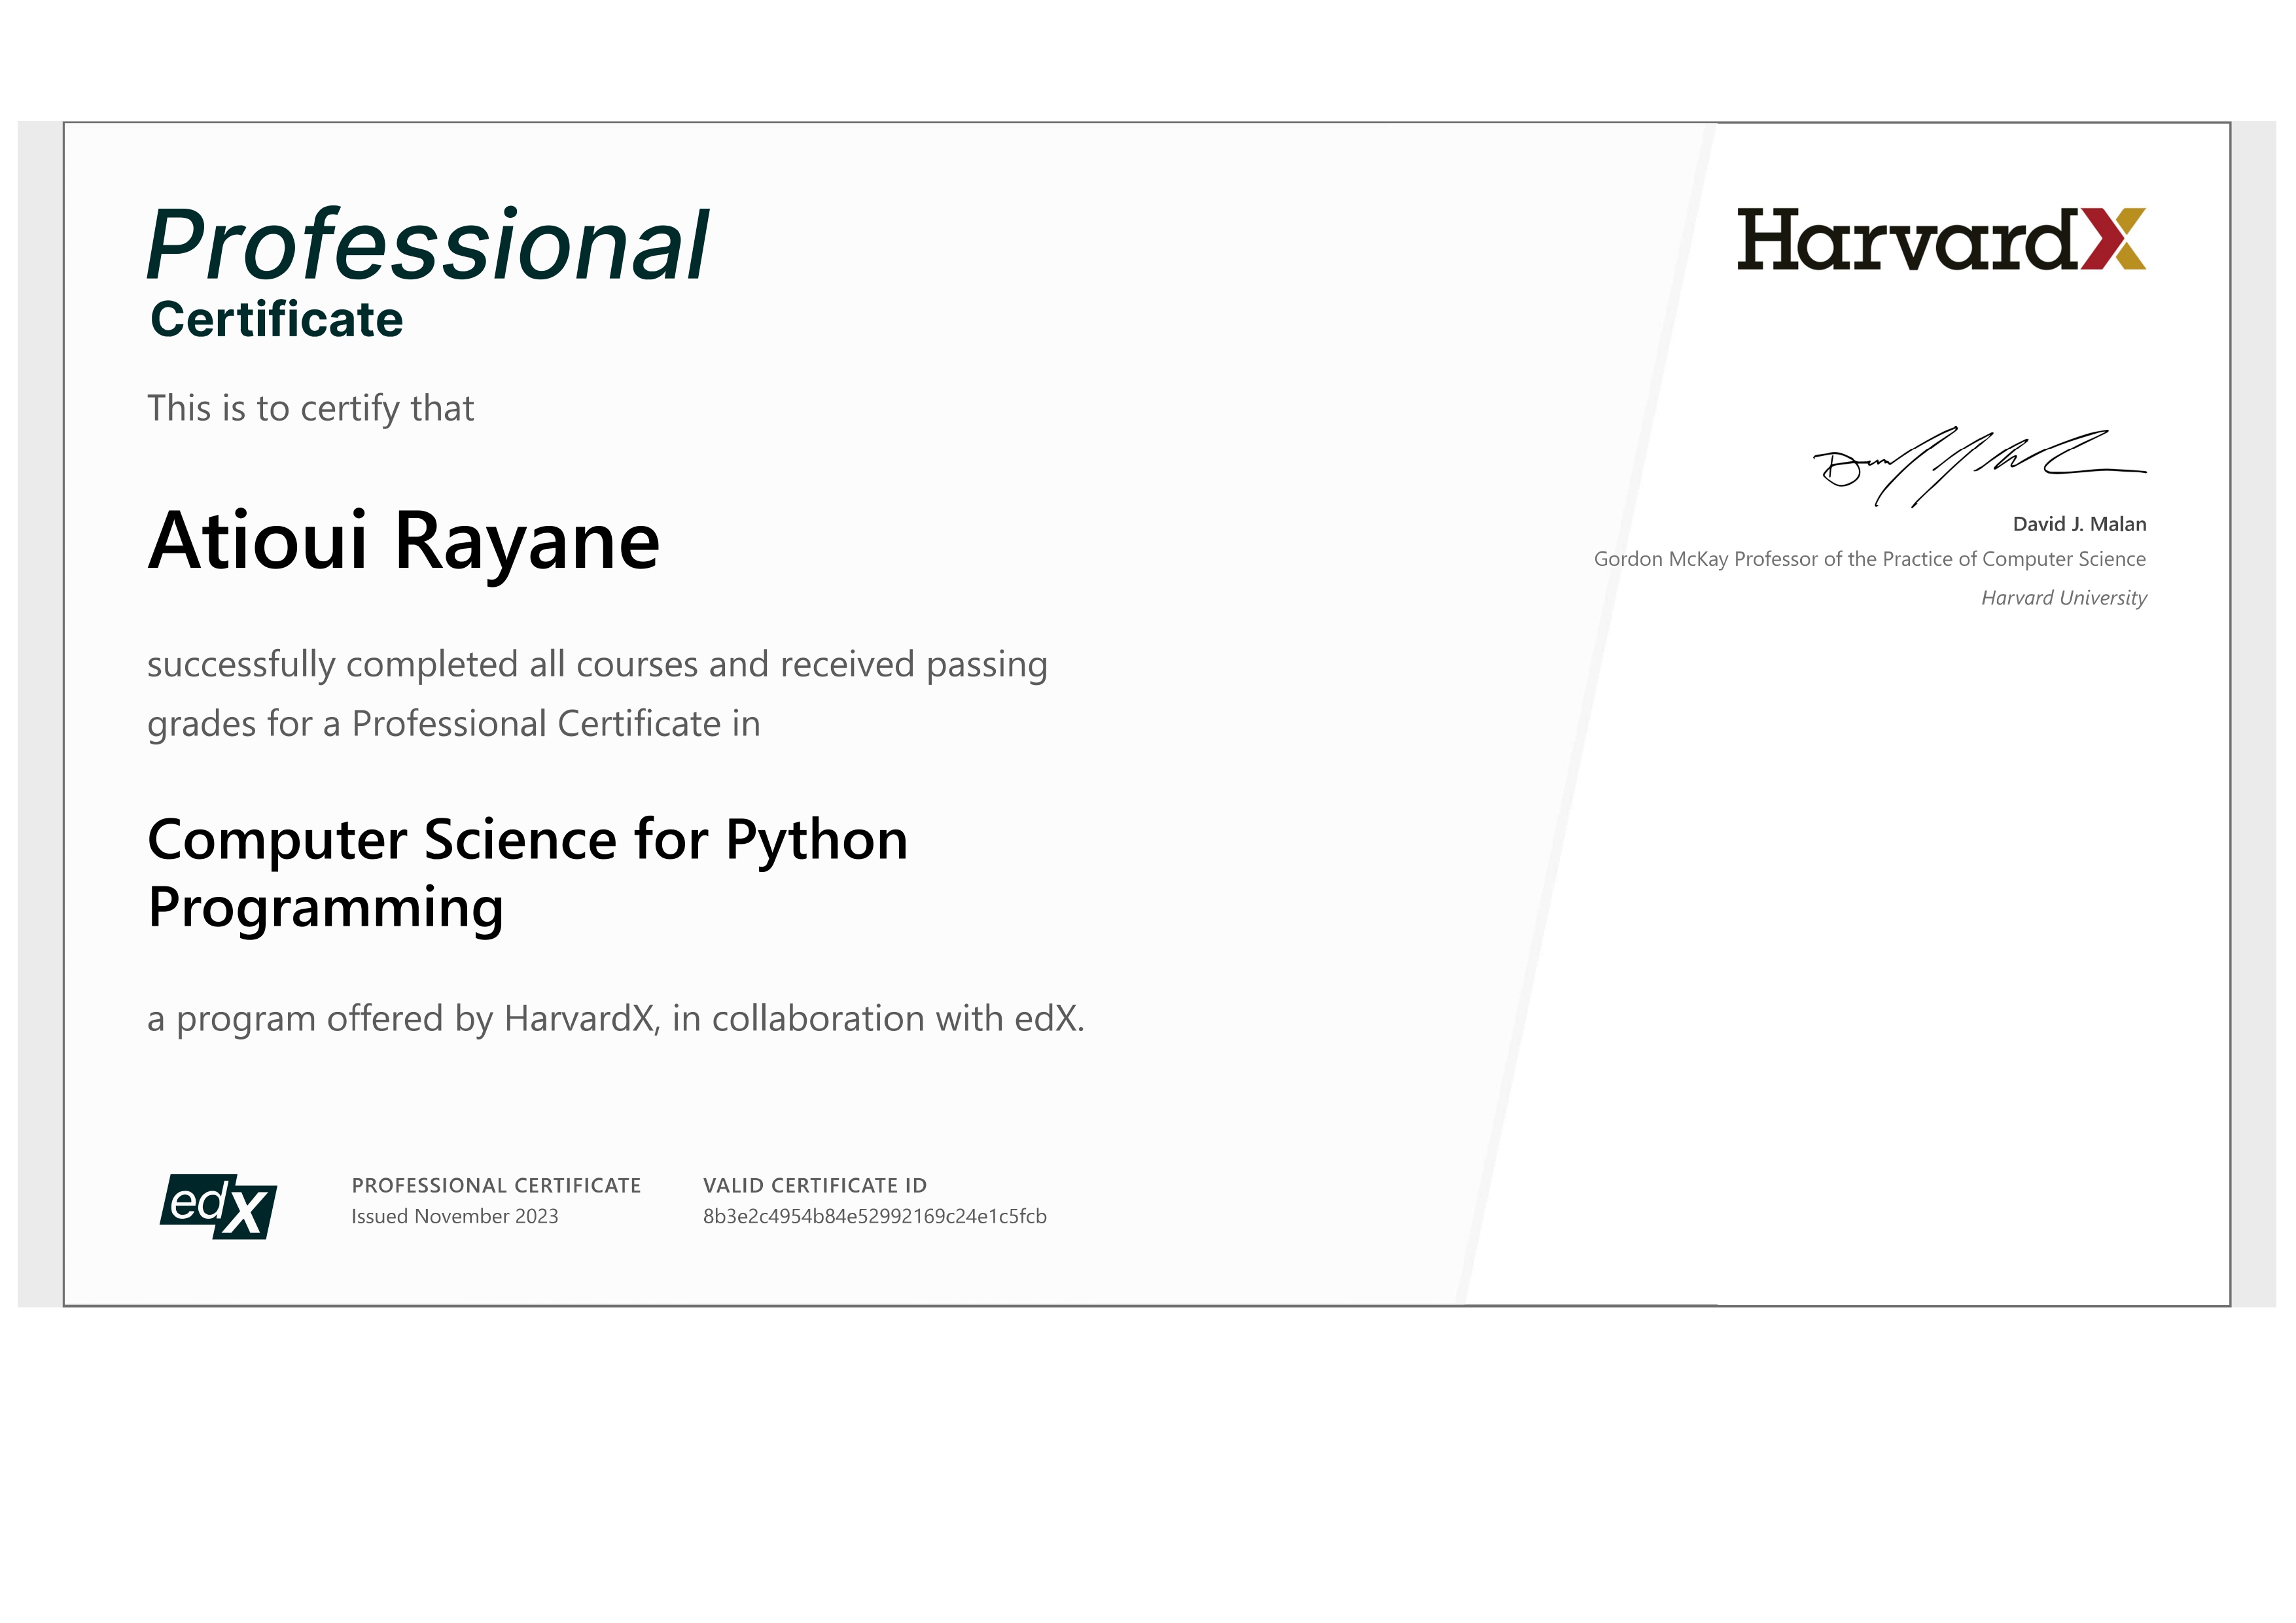 Professional
Certificate
This is to certify that
Atioui Rayane
successfully completed all courses and received passing
grades for a Professional Certificate in
Computer Science for Python
Programming
a program offered by HarvardX, in collaboration with edX.
edX
PROFESSIONAL CERTIFICATE
Issued November 2023
VALID CERTIFICATE ID
8b3e2c4954b84e52992169c24e1c5fcb
HarvardX
David J. Malan
Gordon McKay Professor of the Practice of Computer Science
Harvard University